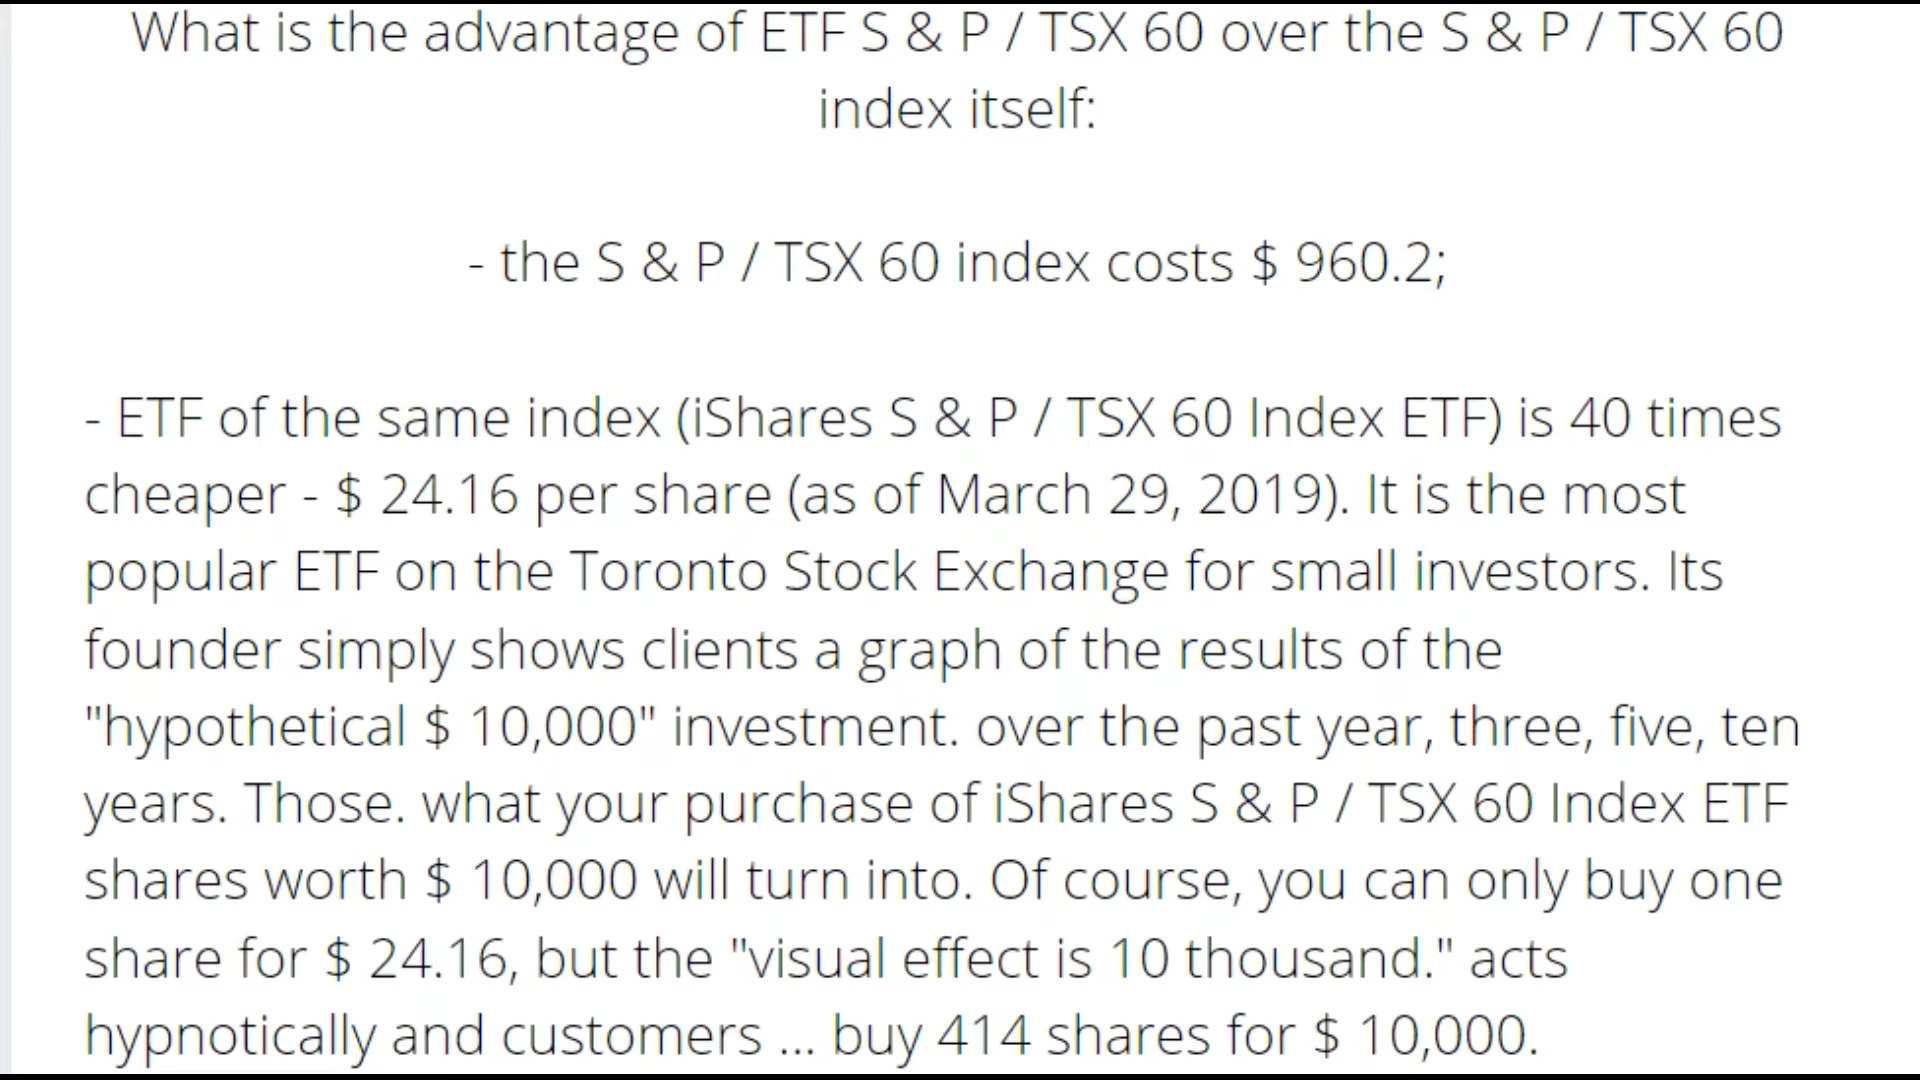 What is the advantage of ETF S & P / TSX 60 over the S & P / TSX 60
index itself:
- the S & P / TSX 60 index costs $ 960.2;
- ETF of the same index (iShares S & P / TSX 60 Index ETF) is 40 times
cheaper - $ 24.16 per share (as of March 29, 2019). It is the most
popular ETF on the Toronto Stock Exchange for small investors. Its
founder simply shows clients a graph of the results of the
"hypothetical $ 10,000" investment. over the past year, three, five, ten
years. Those. what your purchase of iShares S & P / TSX 60 Index ETF
shares worth $ 10,000 will turn into. Of course, you can only buy one
share for $ 24.16, but the "visual effect is 10 thousand." acts
hypnotically and customers ... buy 414 shares for $ 10,000.